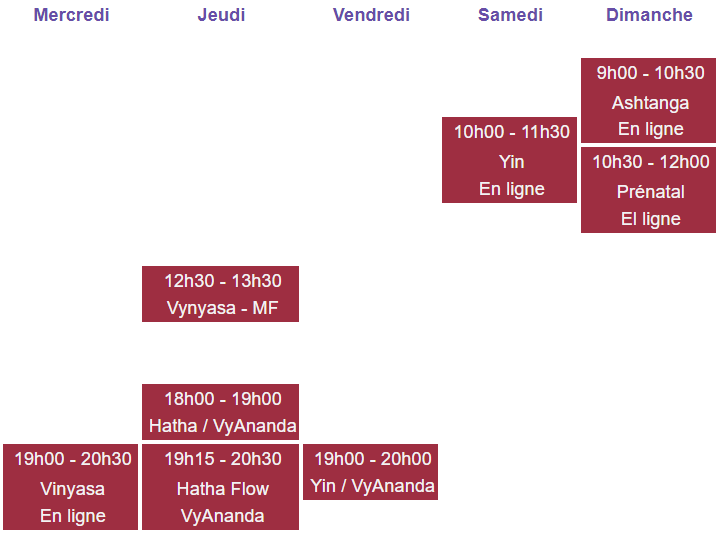 Mercredi
Jeudi
Vendredi
Samedi
Dimanche
9h00 - 10h30
Ashtanga
En ligne
10h00 - 11h30
Yin
En ligne
10h30 - 12h00
Prénatal
El ligne
12h30 - 13h30
Vynyasa - MF
18h00 - 19h00
Hatha / VyAnanda
19h00 - 20h30
Vinyasa
En ligne
19h15 - 20h30
Hatha Flow
VyAnanda
19h00 - 20h00
Yin / VyAnanda